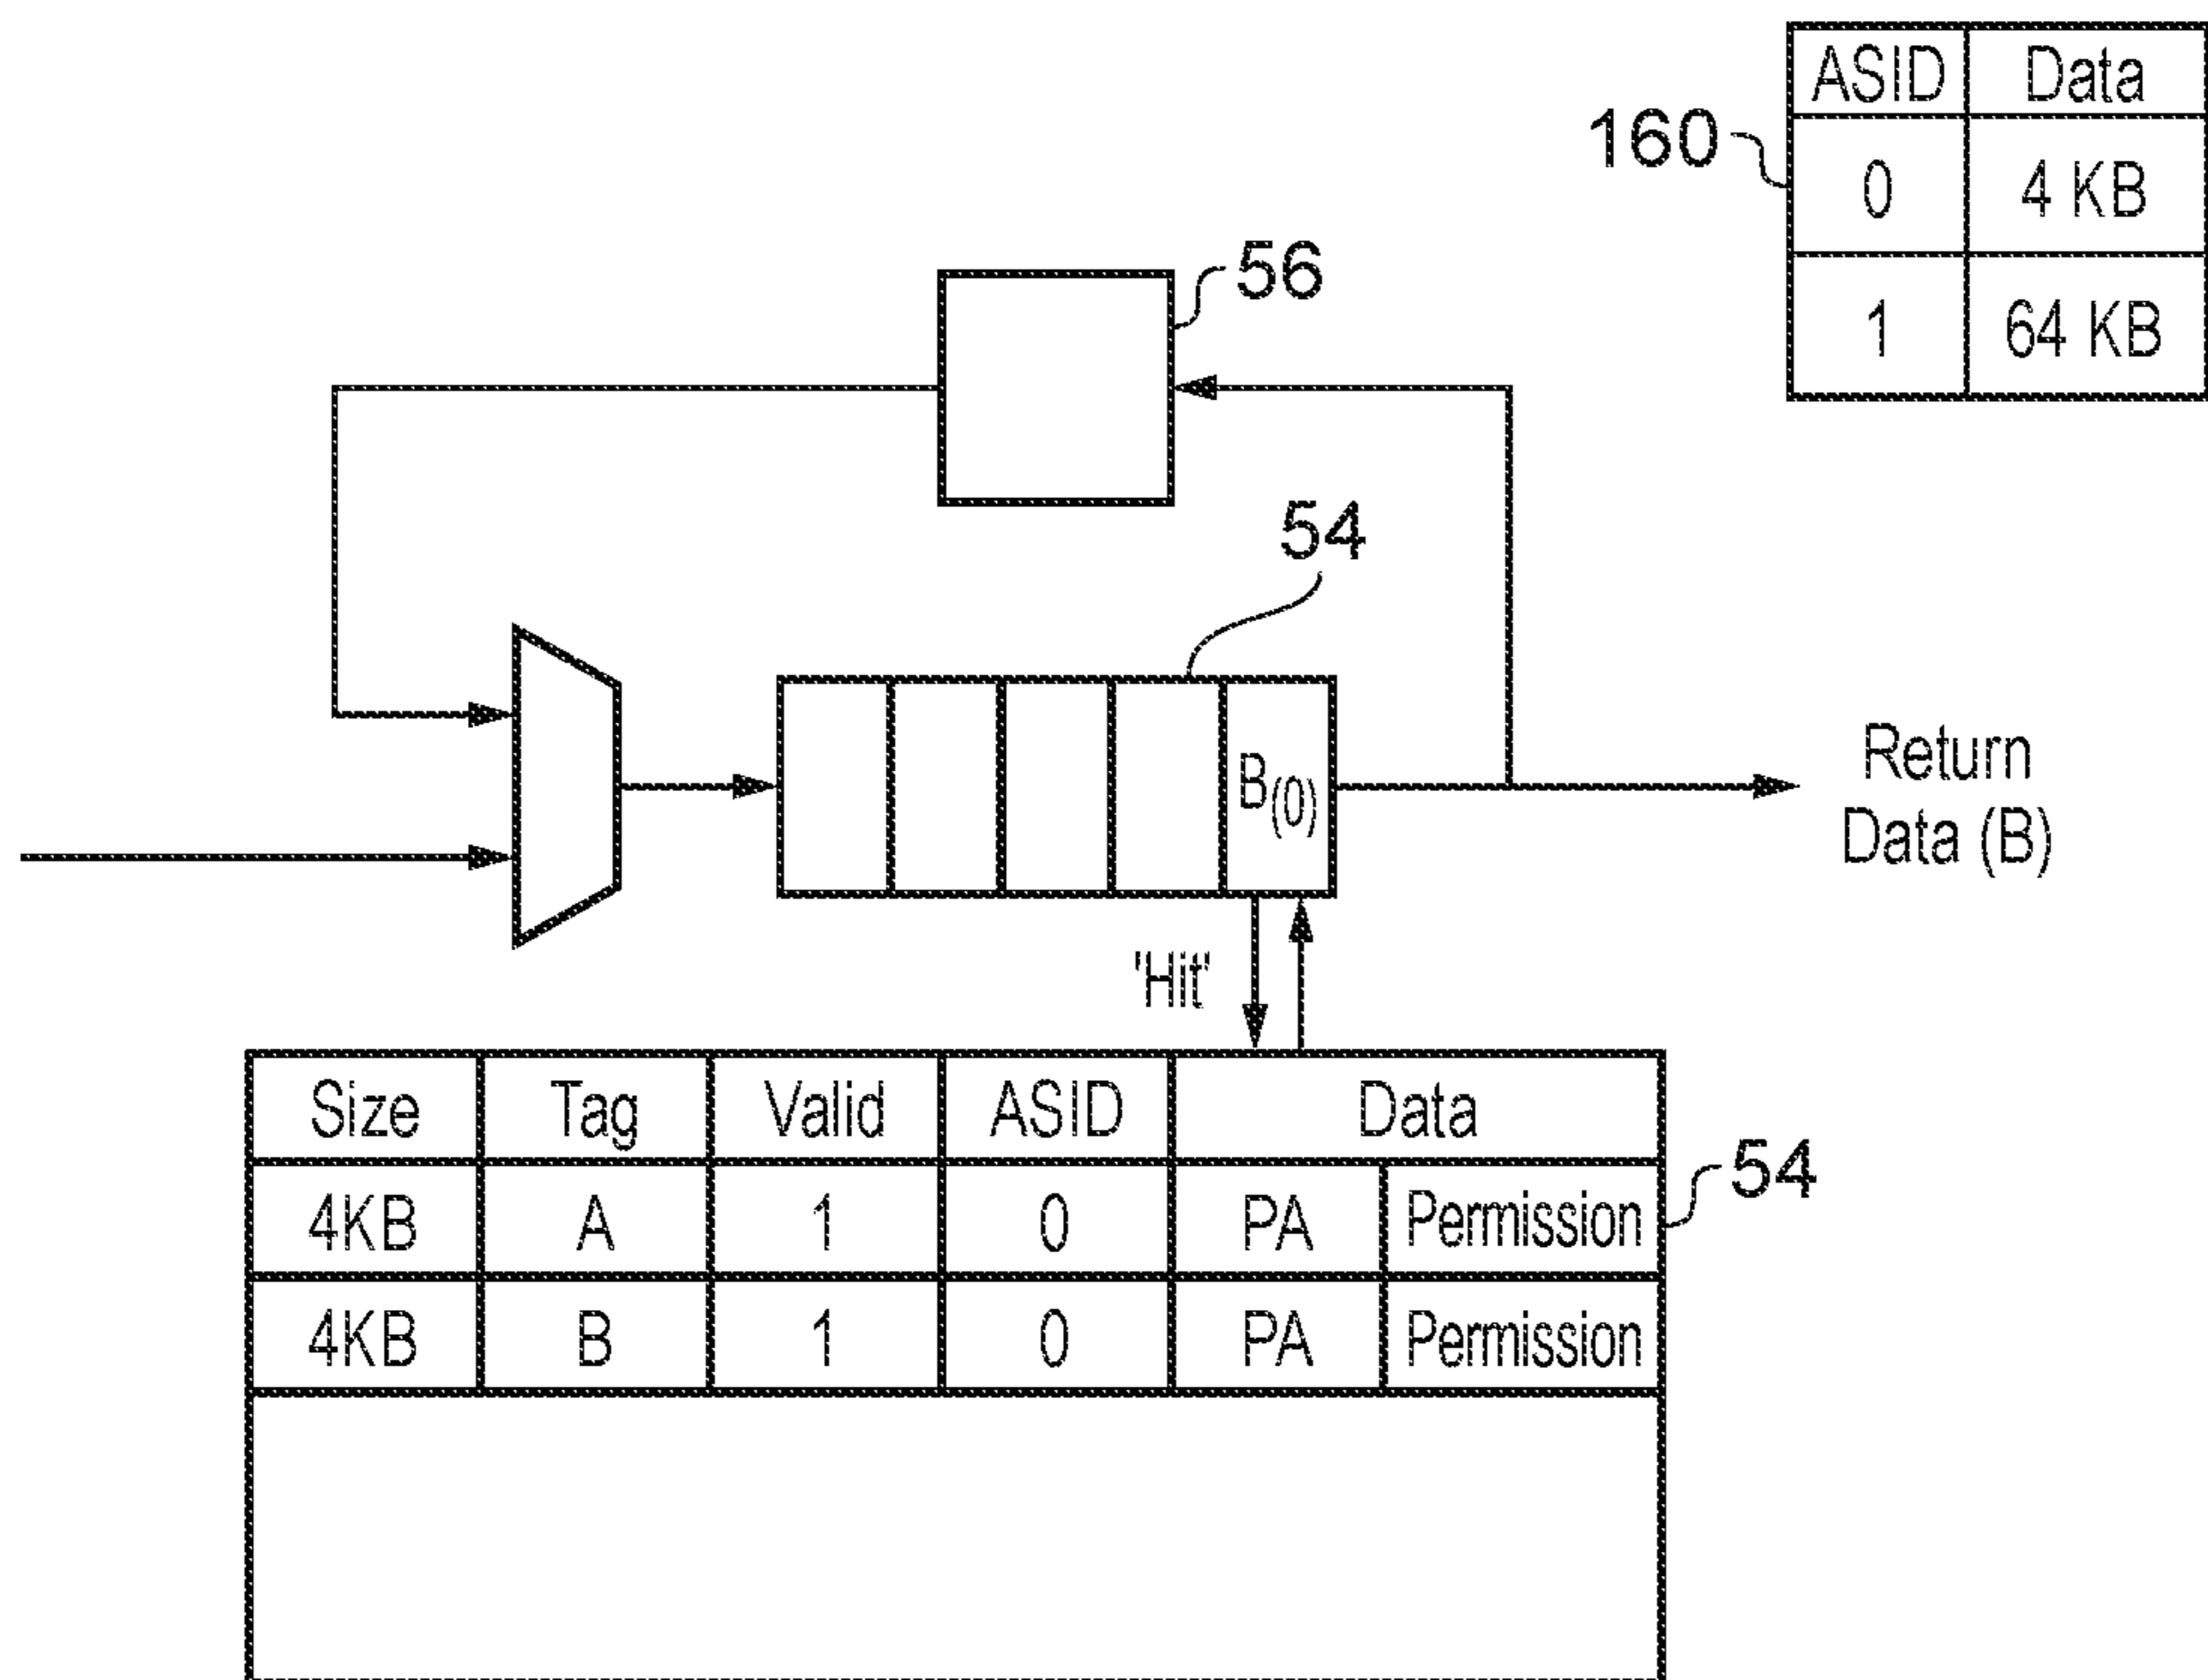 ASID Data
160
0 4 KB
1 64 KB
56
54
B(0)
Return
Data (B)
'Hit'
Size Tag Valid ASID Data
4KB A 1 0 PA Permission
54
4KB B 1 0 PA Permission